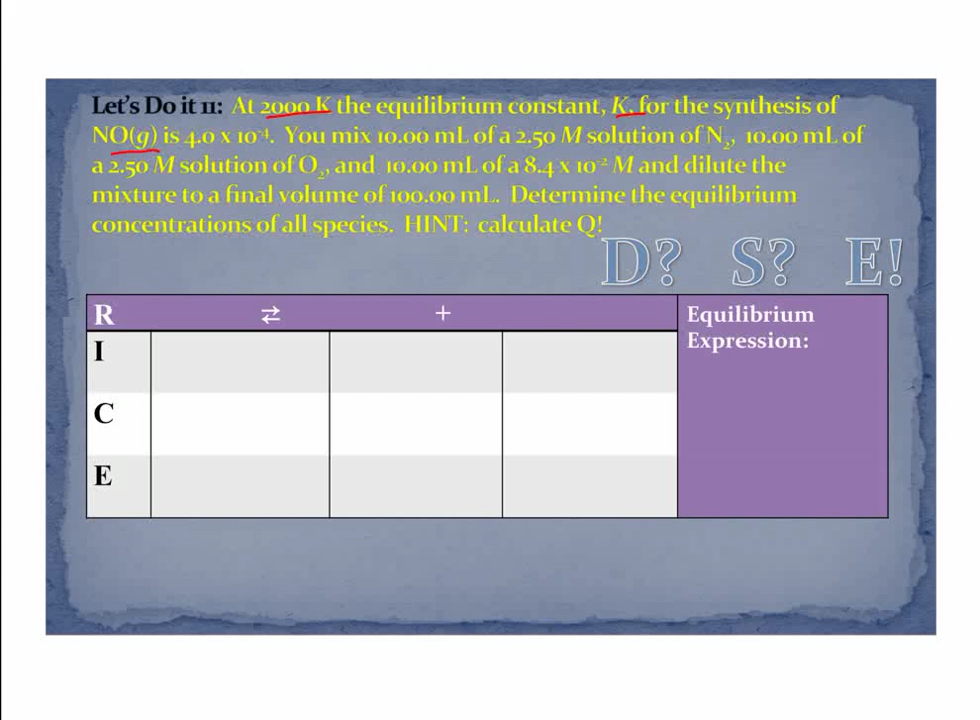 Let's Do it 11: At 2000 K the equilibrium constant, K, for the synthesis of
NO(g) is 4.0 x 10⁻⁴. You mix 10.00 mL of a 2.50 M solution of N₂, 10.00 mL of
a 2.50 M solution of O₂, and 10.00 mL of a 8.4 x 10⁻² M and dilute the
mixture to a final volume of 100.00 mL. Determine the equilibrium
concentrations of all species. HINT: calculate Q!
D? S? E!
R ⇄ +
Equilibrium
Expression:
I
C
E